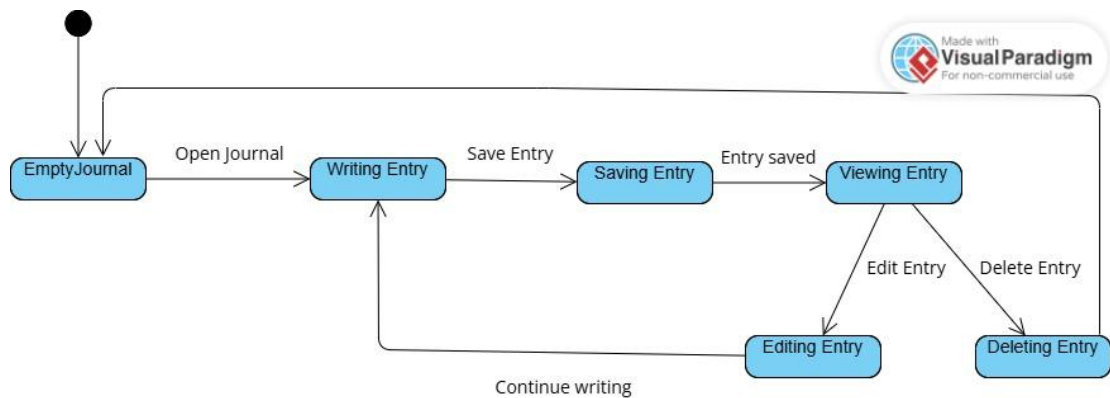 Made with
Visual Paradigm
For non-commercial use
Open Journal
Save Entry
Entry saved
EmptyJournal
Writing Entry
Saving Entry
Viewing Entry
Edit Entry
Delete Entry
Editing Entry
Deleting Entry
Continue writing